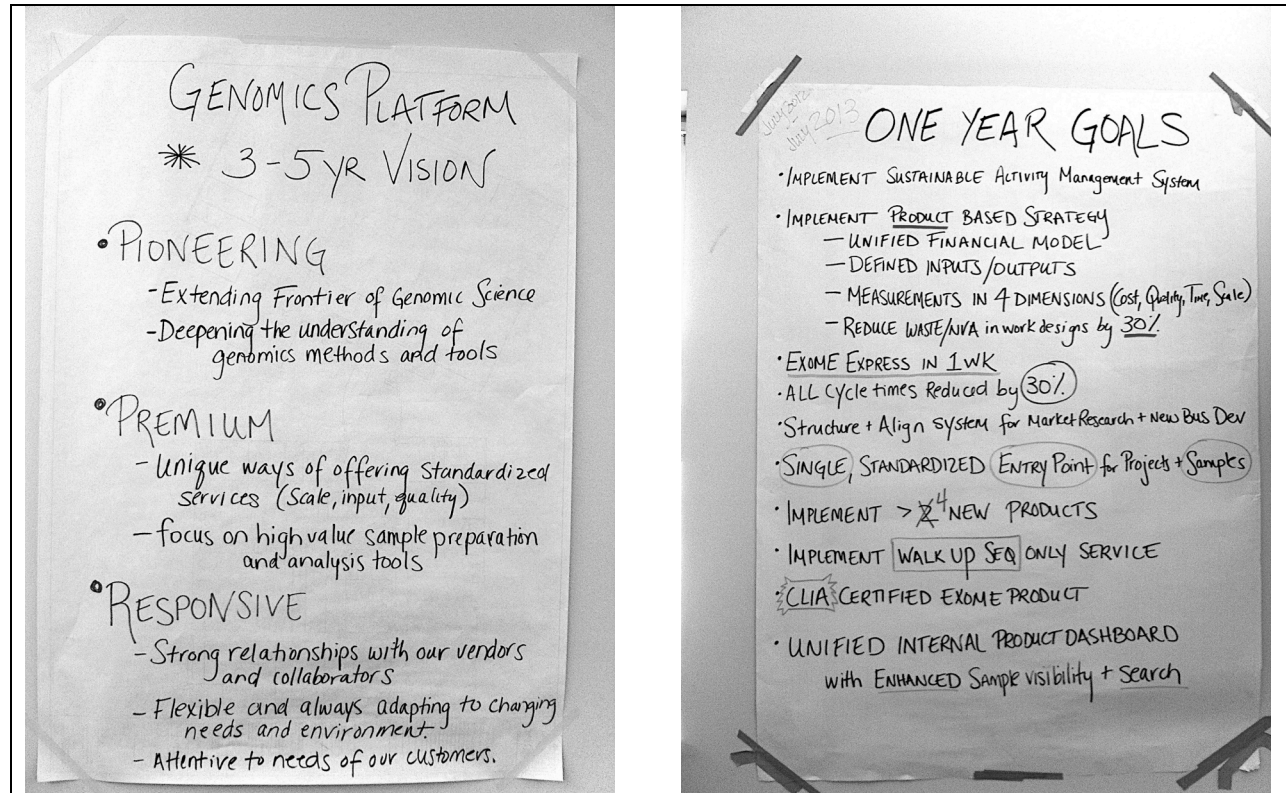 GENOMICS PLATFORM
* 3-5 YR VISION
• PIONEERING
- Extending Frontier of Genomic Science
- Deepening the understanding of
genomics methods and tools
• PREMIUM
- Unique ways of offering standardized
services (Scale, input, quality)
- focus on high value sample preparation
and analysis tools
• RESPONSIVE
- Strong relationships with our vendors
and collaborators
- Flexible and always adapting to changing
needs and environment.
- Attentive to needs of our customers.
July 2012
July 2013
ONE YEAR GOALS
• IMPLEMENT SUSTAINABLE ACTIVITY Management System
• IMPLEMENT PRODUCT BASED STRATEGY
- UNIFIED FINANCIAL MODEL
- DEFINED INPUTS/OUTPUTS
- MEASUREMENTS IN 4 DIMENSIONS (Cost, Quality, Time, Scale)
- REDUCE WASTE/NVA in work designs by 30%
• EXOME EXPRESS IN 1 WK
• ALL Cycle times Reduced by 30%
• Structure + Align System for Market Research + New Bus Dev
• SINGLE, STANDARDIZED ENTRY POINT for Projects + Samples
• IMPLEMENT > 4 NEW PRODUCTS
• IMPLEMENT WALK UP SEQ ONLY SERVICE
• CLIA CERTIFIED EXOME PRODUCT
• UNIFIED INTERNAL PRODUCT DASHBOARD
with ENHANCED Sample visibility + search